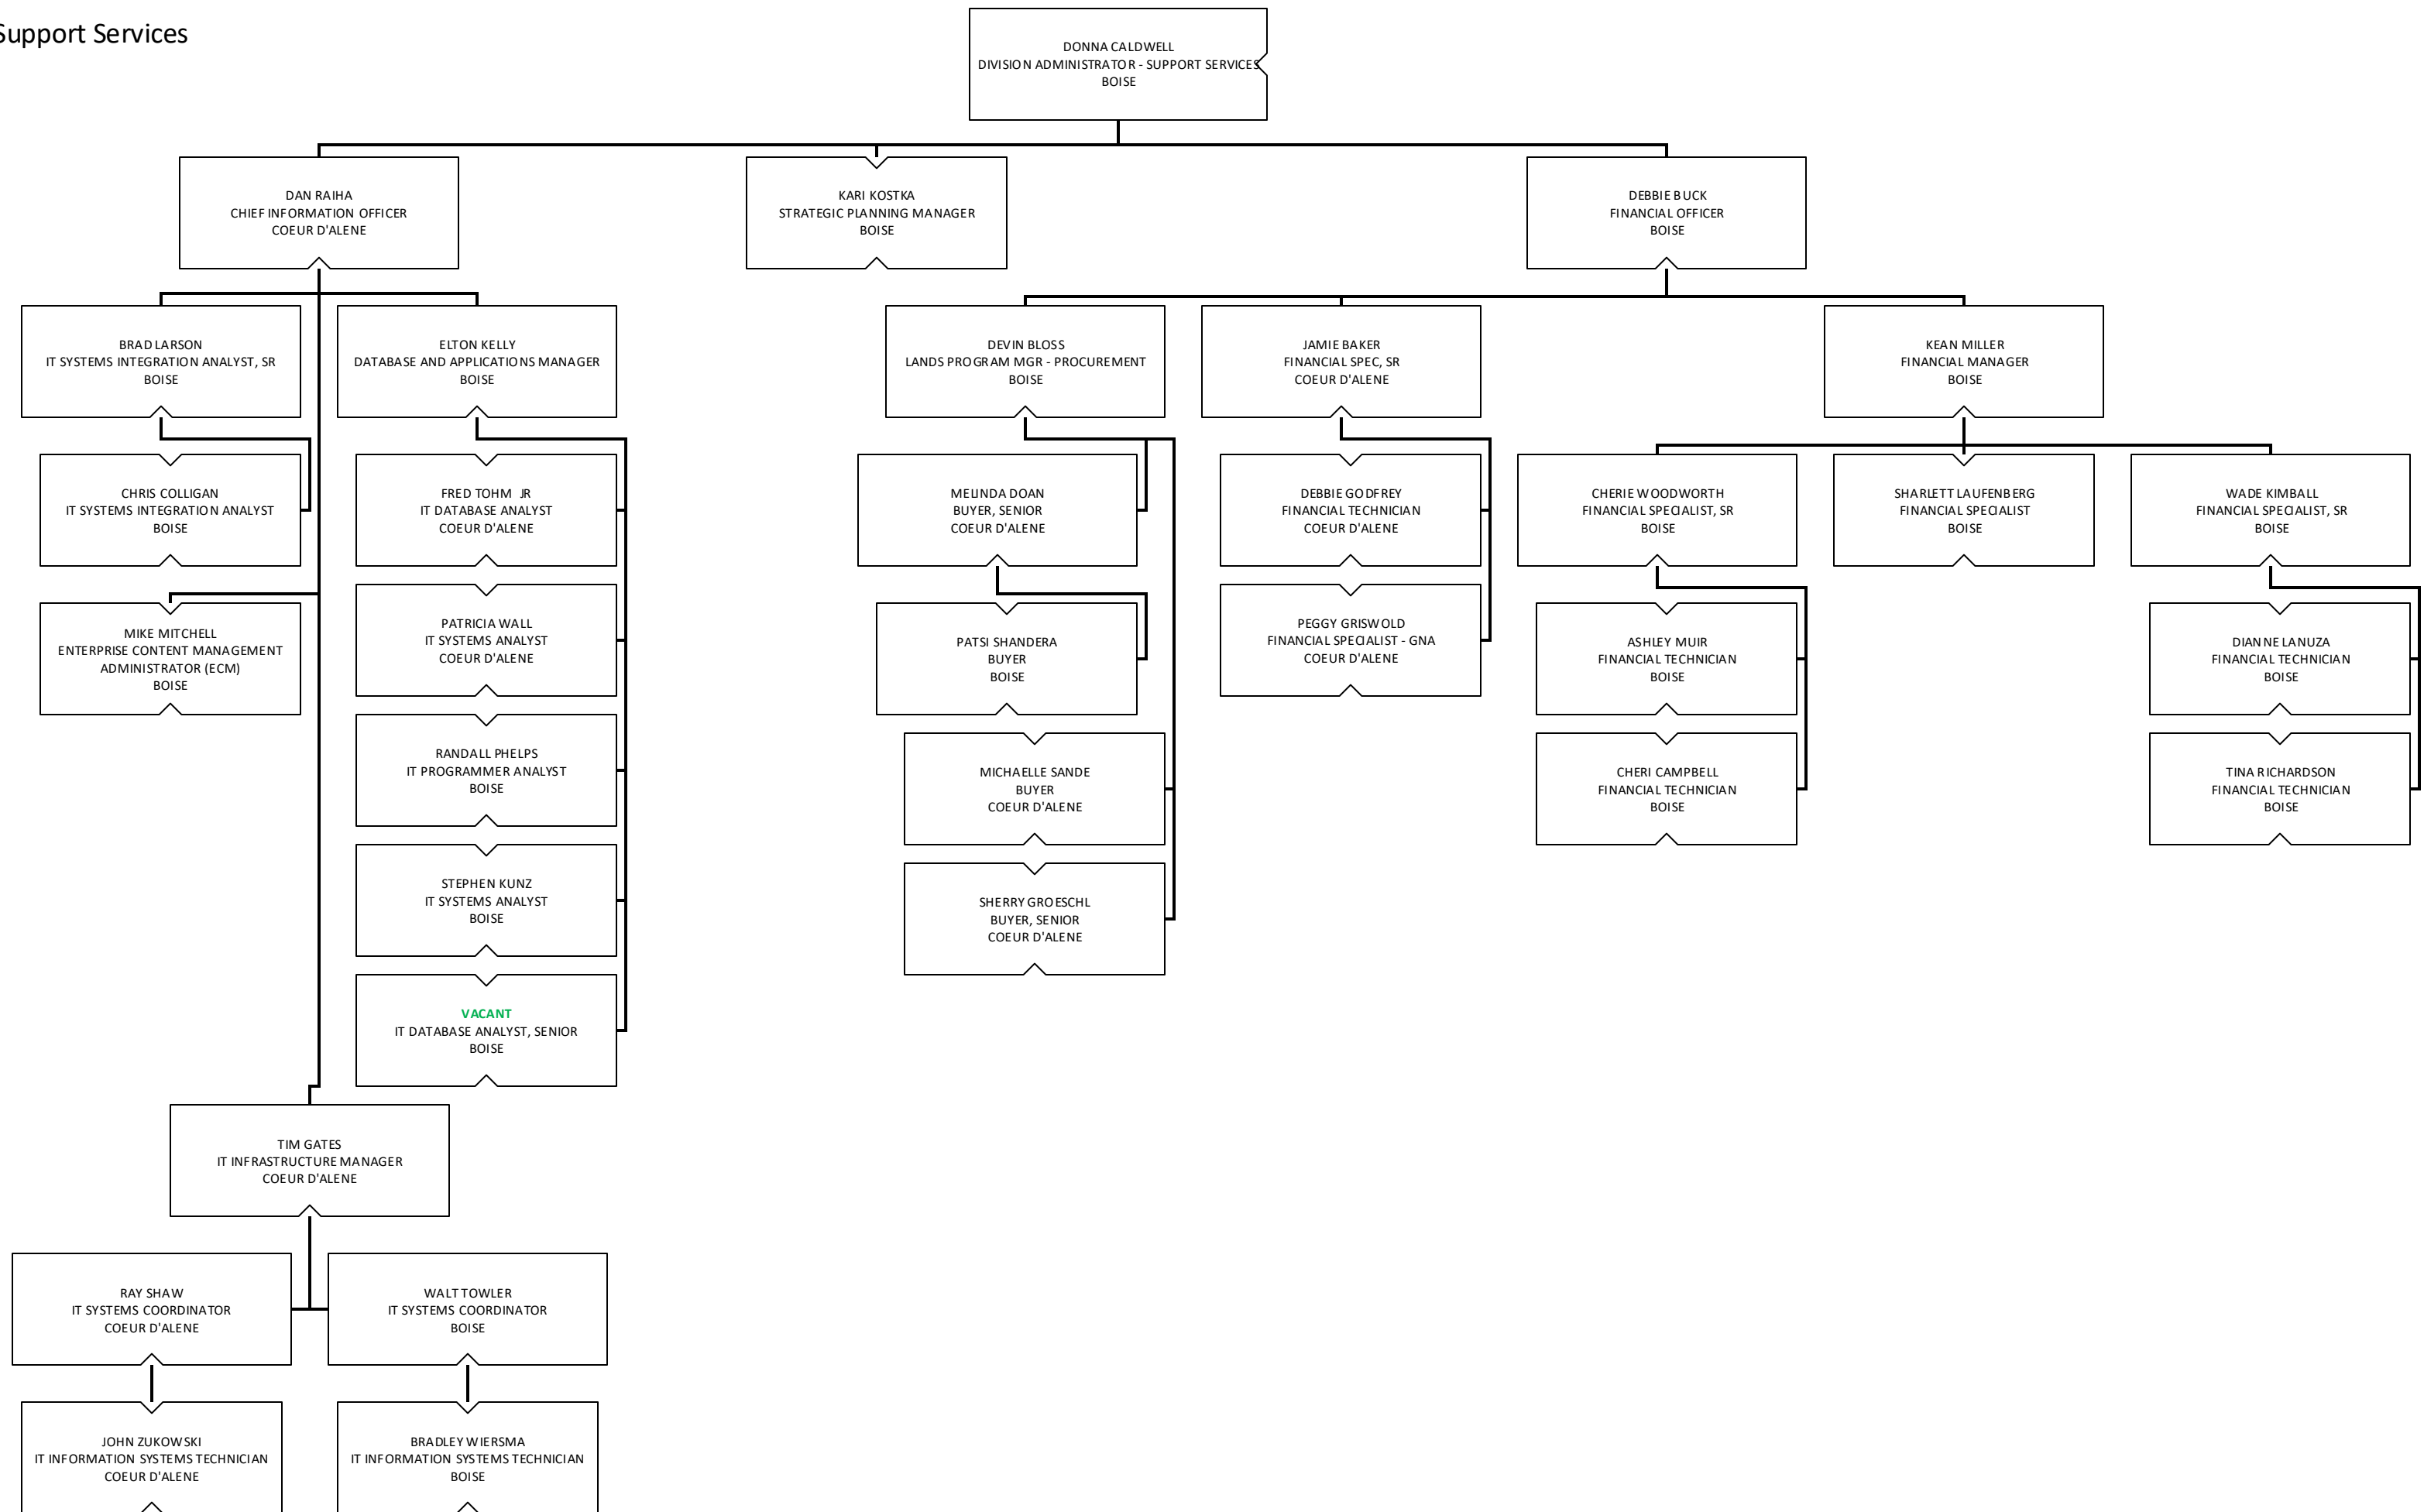 Support Services
DONNA CALDWELL
DIVISION ADMINISTRATOR - SUPPORT SERVICES
BOISE
DAN RAIHA
CHIEF INFORMATION OFFICER
COEUR D'ALENE
KARI KOSTKA
STRATEGIC PLANNING MANAGER
BOISE
DEBBIE BUCK
FINANCIAL OFFICER
BOISE
BRAD LARSON
IT SYSTEMS INTEGRATION ANALYST, SR
BOISE
ELTON KELLY
DATABASE AND APPLICATIONS MANAGER
BOISE
DEVIN BLOSS
LANDS PROGRAM MGR - PROCUREMENT
BOISE
JAMIE BAKER
FINANCIAL SPEC, SR
COEUR D'ALENE
KEAN MILLER
FINANCIAL MANAGER
BOISE
CHRIS COLLIGAN
IT SYSTEMS INTEGRATION ANALYST
BOISE
FRED TOHM JR
IT DATABASE ANALYST
COEUR D'ALENE
MELINDA DOAN
BUYER, SENIOR
COEUR D'ALENE
DEBBIE GODFREY
FINANCIAL TECHNICIAN
COEUR D'ALENE
CHERIE WOODWORTH
FINANCIAL SPECIALIST, SR
BOISE
SHARLETT LAUFENBERG
FINANCIAL SPECIALIST
BOISE
WADE KIMBALL
FINANCIAL SPECIALIST, SR
BOISE
MIKE MITCHELL
ENTERPRISE CONTENT MANAGEMENT
ADMINISTRATOR (ECM)
BOISE
PATRICIA WALL
IT SYSTEMS ANALYST
COEUR D'ALENE
PATSI SHANDERA
BUYER
BOISE
PEGGY GRISWOLD
FINANCIAL SPECIALIST - GNA
COEUR D'ALENE
ASHLEY MUIR
FINANCIAL TECHNICIAN
BOISE
DIANNE LANUZA
FINANCIAL TECHNICIAN
BOISE
RANDALL PHELPS
IT PROGRAMMER ANALYST
BOISE
MICHAELLE SANDE
BUYER
COEUR D'ALENE
CHERI CAMPBELL
FINANCIAL TECHNICIAN
BOISE
TINA RICHARDSON
FINANCIAL TECHNICIAN
BOISE
STEPHEN KUNZ
IT SYSTEMS ANALYST
BOISE
SHERRY GROESCHL
BUYER, SENIOR
COEUR D'ALENE
VACANT
IT DATABASE ANALYST, SENIOR
BOISE
TIM GATES
IT INFRASTRUCTURE MANAGER
COEUR D'ALENE
RAY SHAW
IT SYSTEMS COORDINATOR
COEUR D'ALENE
WALT TOWLER
IT SYSTEMS COORDINATOR
BOISE
JOHN ZUKOWSKI
IT INFORMATION SYSTEMS TECHNICIAN
COEUR D'ALENE
BRADLEY WIERSMA
IT INFORMATION SYSTEMS TECHNICIAN
BOISE